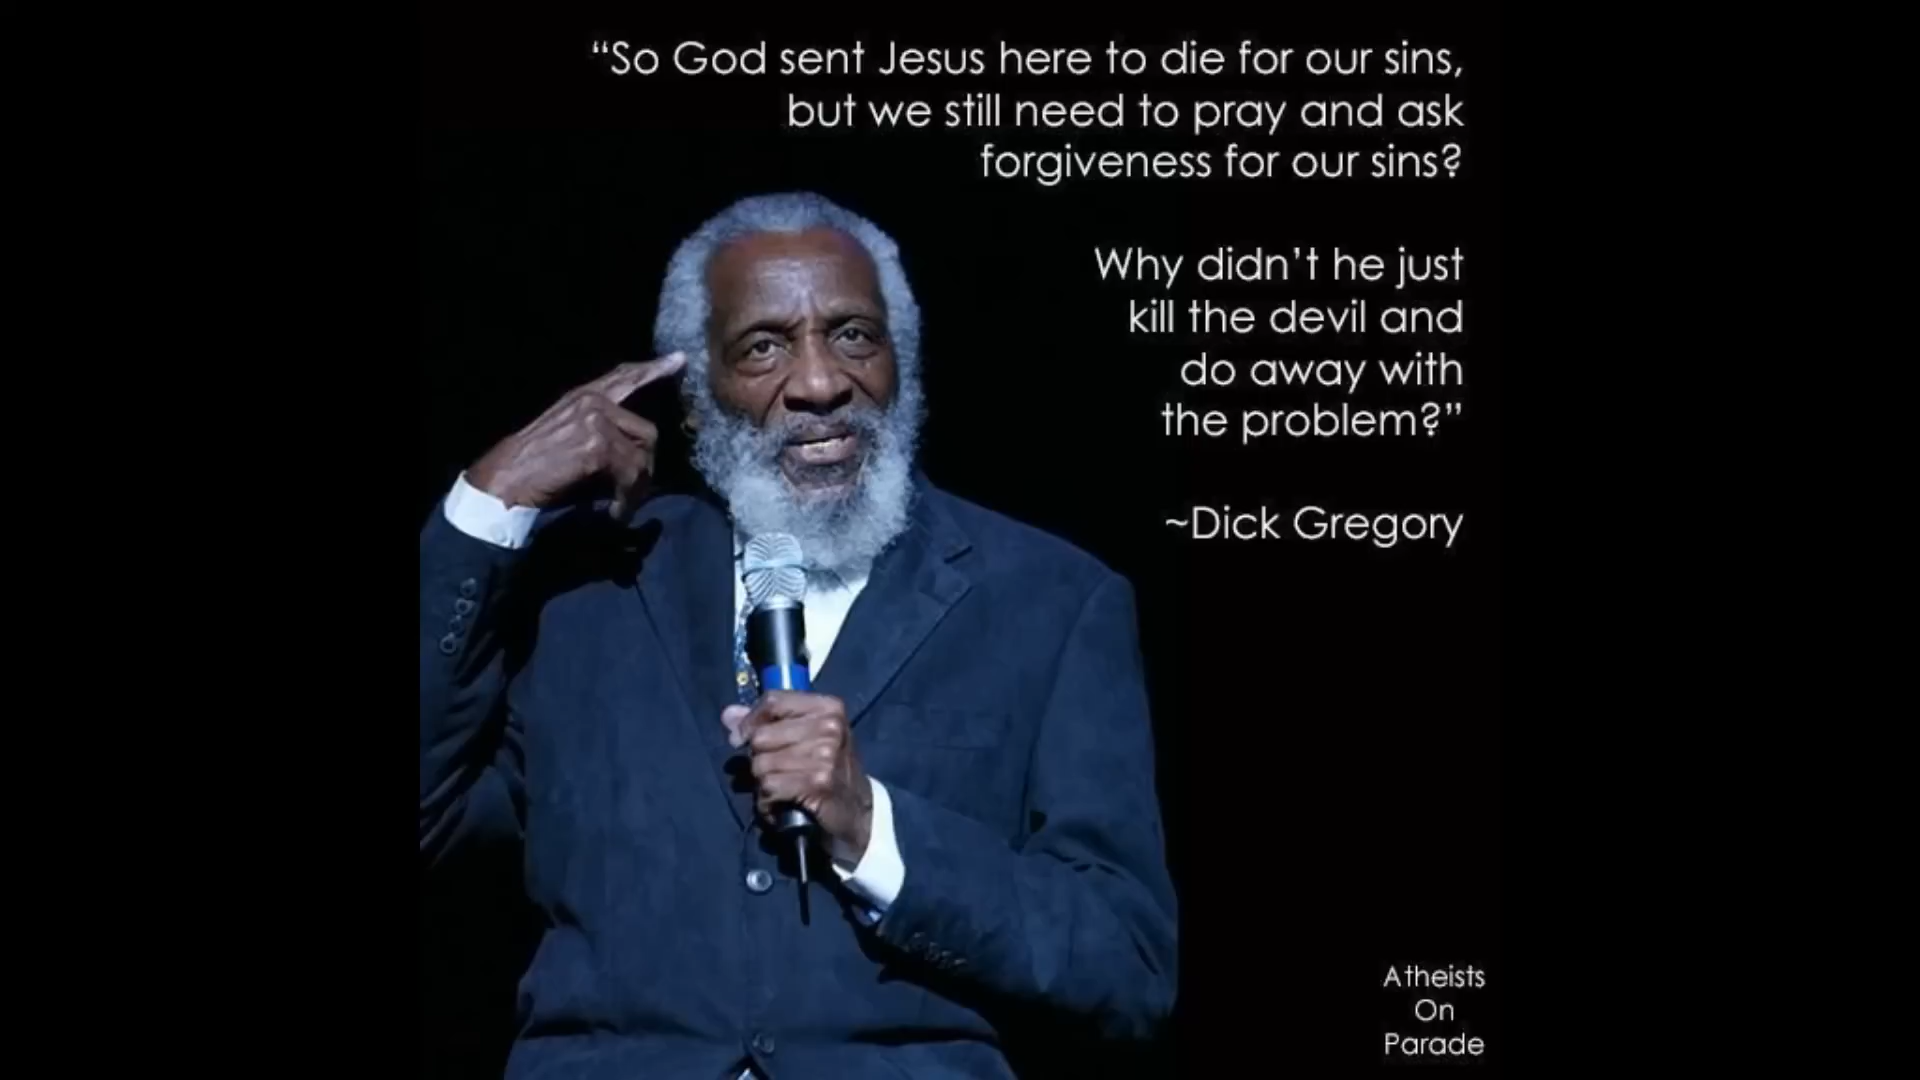 “So God sent Jesus here to die for our sins,
but we still need to pray and ask
forgiveness for our sins?
Why didn’t he just
kill the devil and
do away with
the problem?”
~Dick Gregory
Atheists
On
Parade